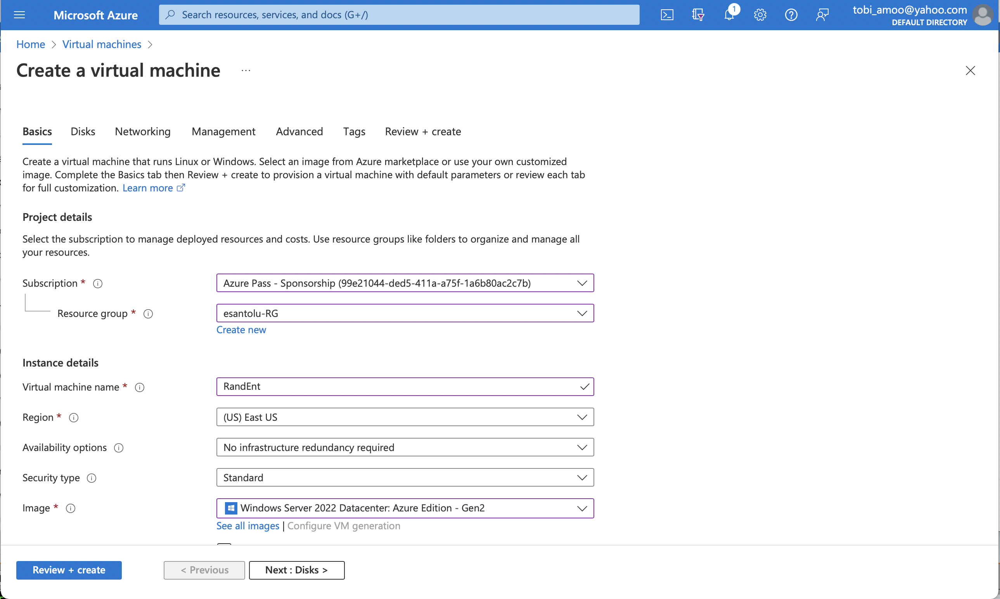 Microsoft Azure
Search resources, services, and docs (G+/)
1
tobi_amoo@yahoo.com
DEFAULT DIRECTORY
Home > Virtual machines >
Create a virtual machine ...
Basics Disks Networking Management Advanced Tags Review + create
Create a virtual machine that runs Linux or Windows. Select an image from Azure marketplace or use your own customized
image. Complete the Basics tab then Review + create to provision a virtual machine with default parameters or review each tab
for full customization. Learn more
Project details
Select the subscription to manage deployed resources and costs. Use resource groups like folders to organize and manage all
your resources.
Subscription * Azure Pass - Sponsorship (99e21044-ded5-411a-a75f-1a6b80ac2c7b)
Resource group * esantolu-RG
Create new
Instance details
Virtual machine name * RandEnt
Region * (US) East US
Availability options No infrastructure redundancy required
Security type Standard
Image * Windows Server 2022 Datacenter: Azure Edition - Gen2
See all images | Configure VM generation
Review + create < Previous Next : Disks >